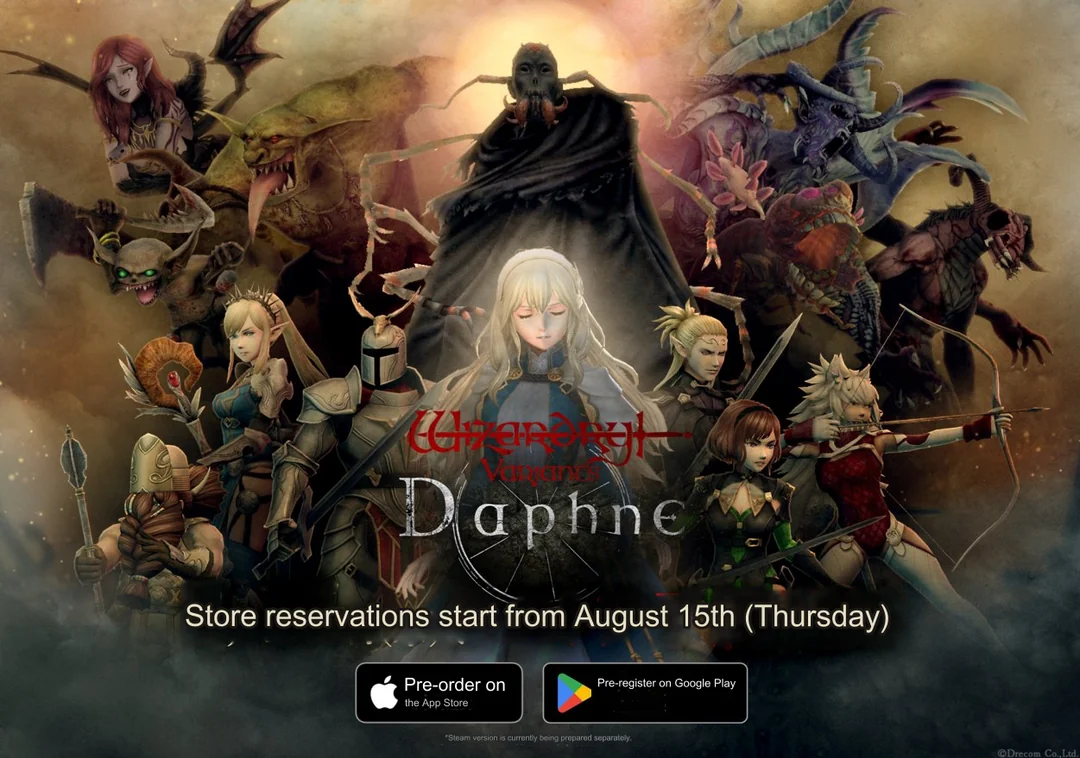 Wizardry
Variants
Daphne
Store reservations start from August 15th (Thursday)
Pre-order on
the App Store
Pre-register on Google Play
*Steam version is currently being prepared separately.
©Drecom Co.,Ltd.